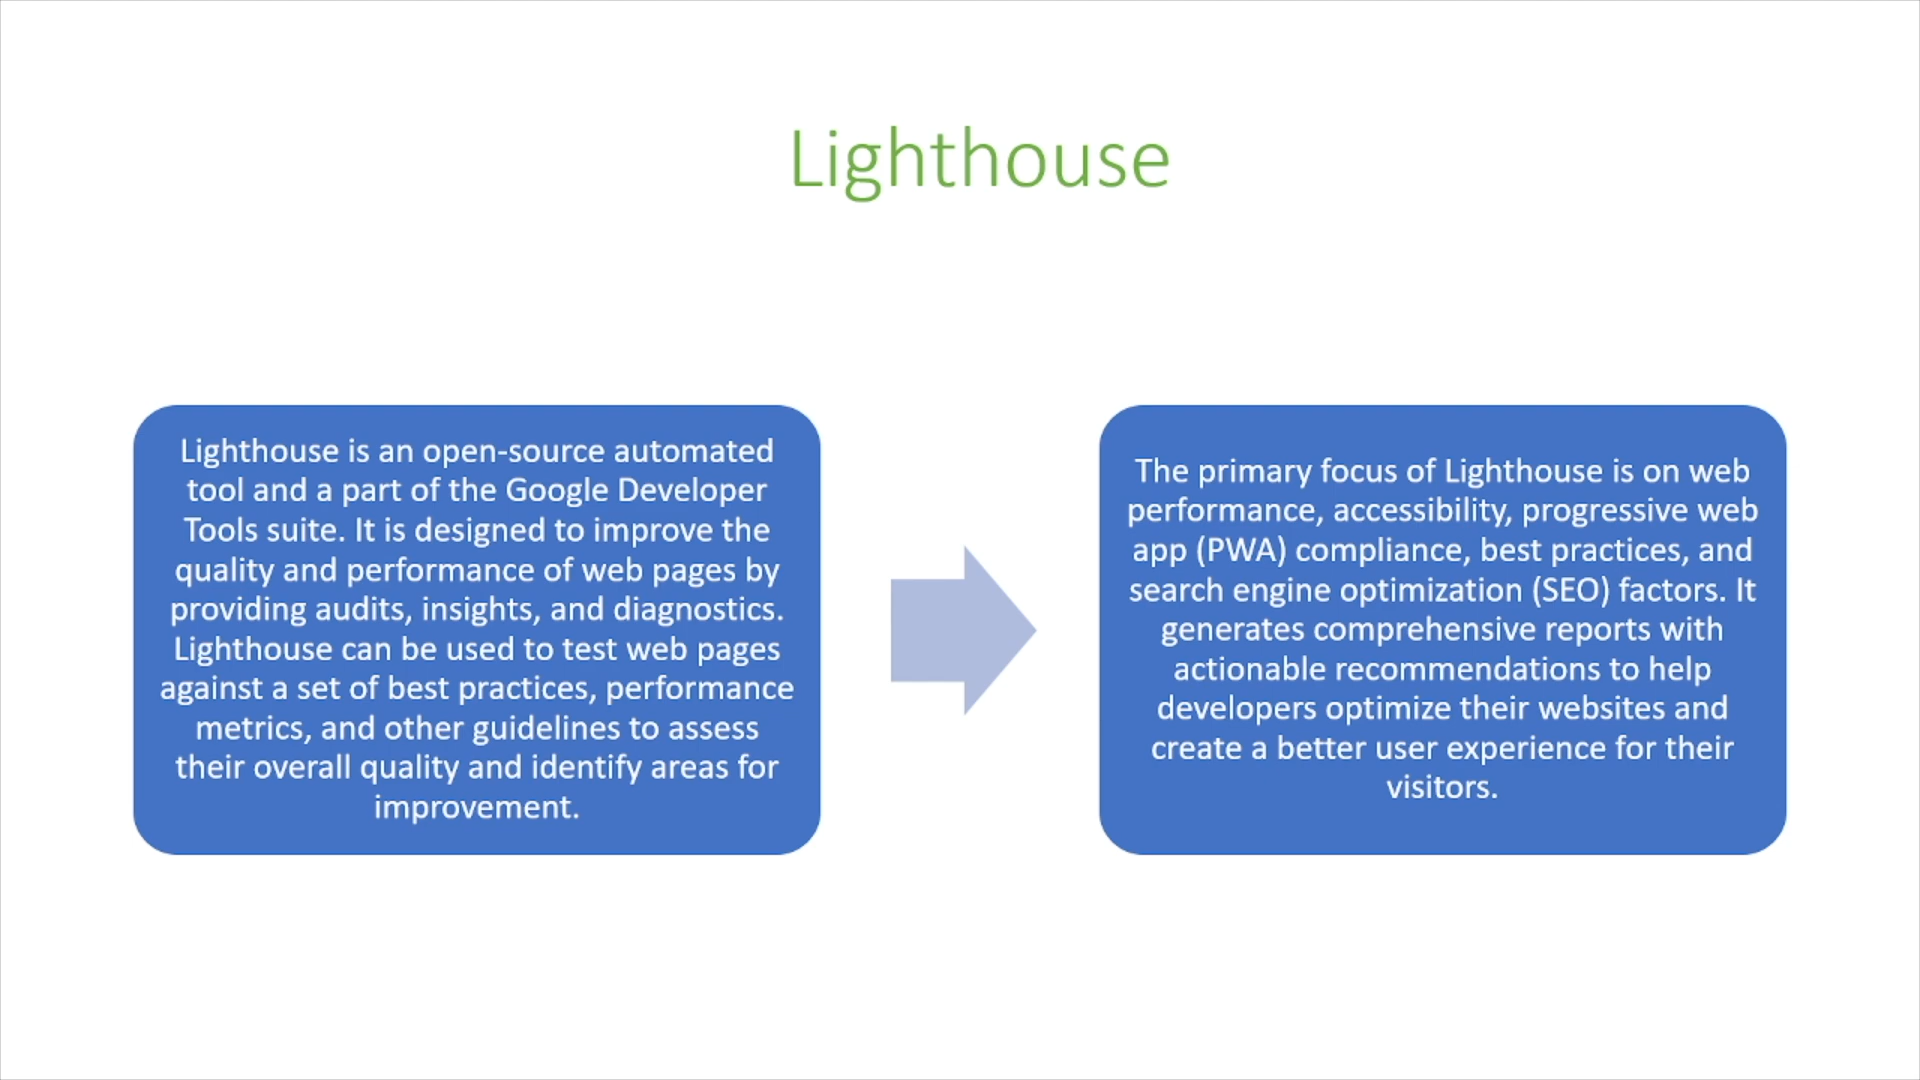 Lighthouse
Lighthouse is an open-source automated
tool and a part of the Google Developer
Tools suite. It is designed to improve the
quality and performance of web pages by
providing audits, insights, and diagnostics.
Lighthouse can be used to test web pages
against a set of best practices, performance
metrics, and other guidelines to assess
their overall quality and identify areas for
improvement.
The primary focus of Lighthouse is on web
performance, accessibility, progressive web
app (PWA) compliance, best practices, and
search engine optimization (SEO) factors. It
generates comprehensive reports with
actionable recommendations to help
developers optimize their websites and
create a better user experience for their
visitors.